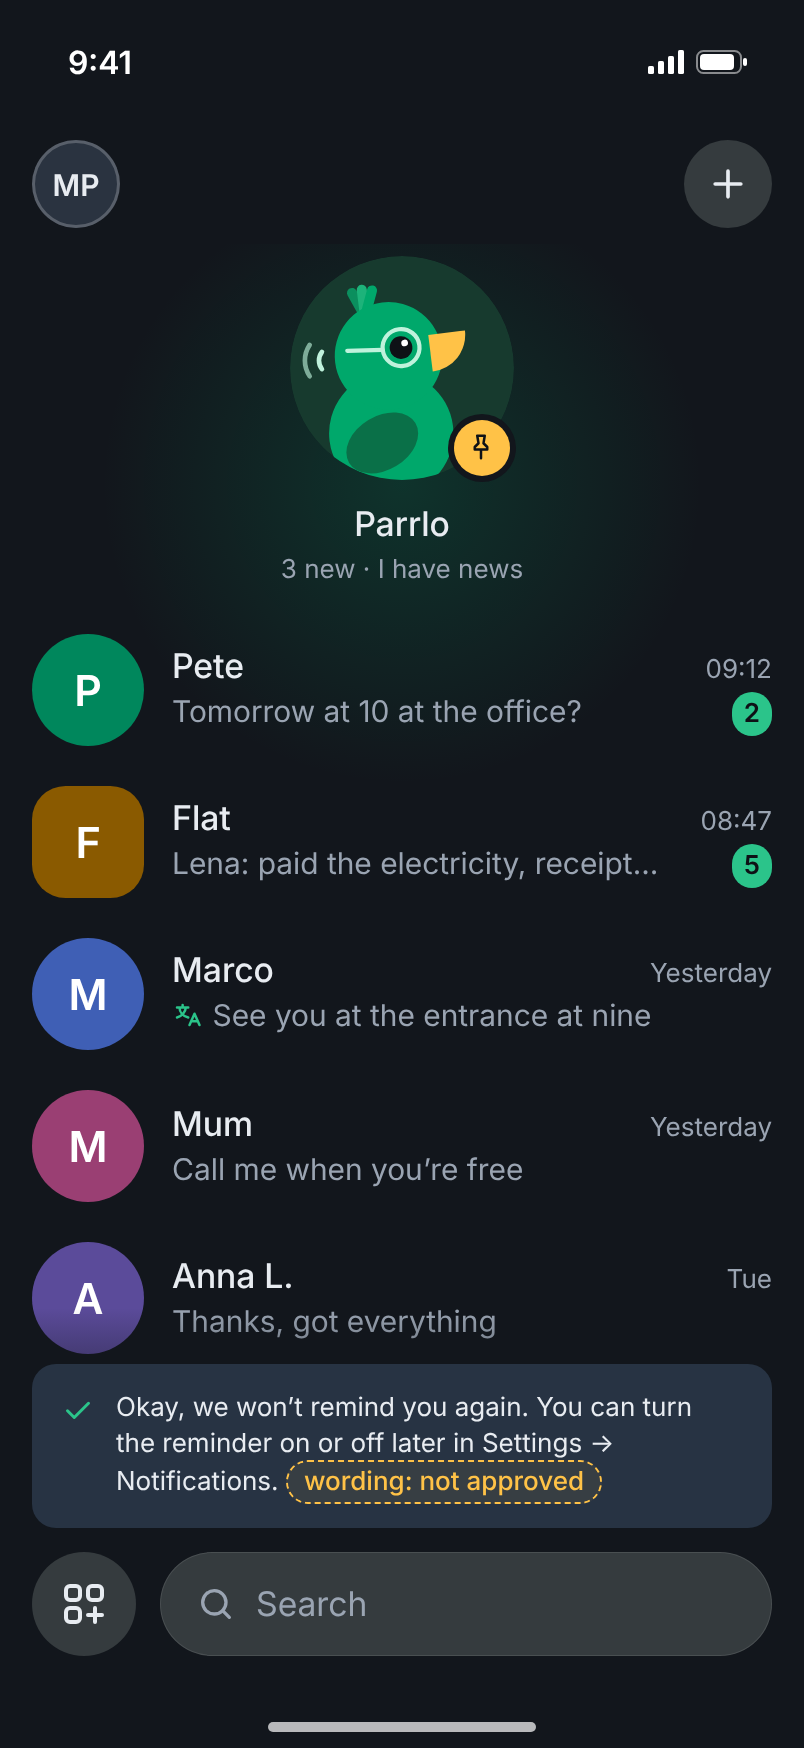 9:41
MP
Parrlo
3 new · I have news
P
Pete
09:12
Tomorrow at 10 at the office?
2
F
Flat
08:47
Lena: paid the electricity, receipt...
5
M
Marco
Yesterday
See you at the entrance at nine
M
Mum
Yesterday
Call me when you’re free
A
Anna L.
Tue
Thanks, got everything
Okay, we won’t remind you again. You can turn
the reminder on or off later in Settings →
Notifications. wording: not approved
Search